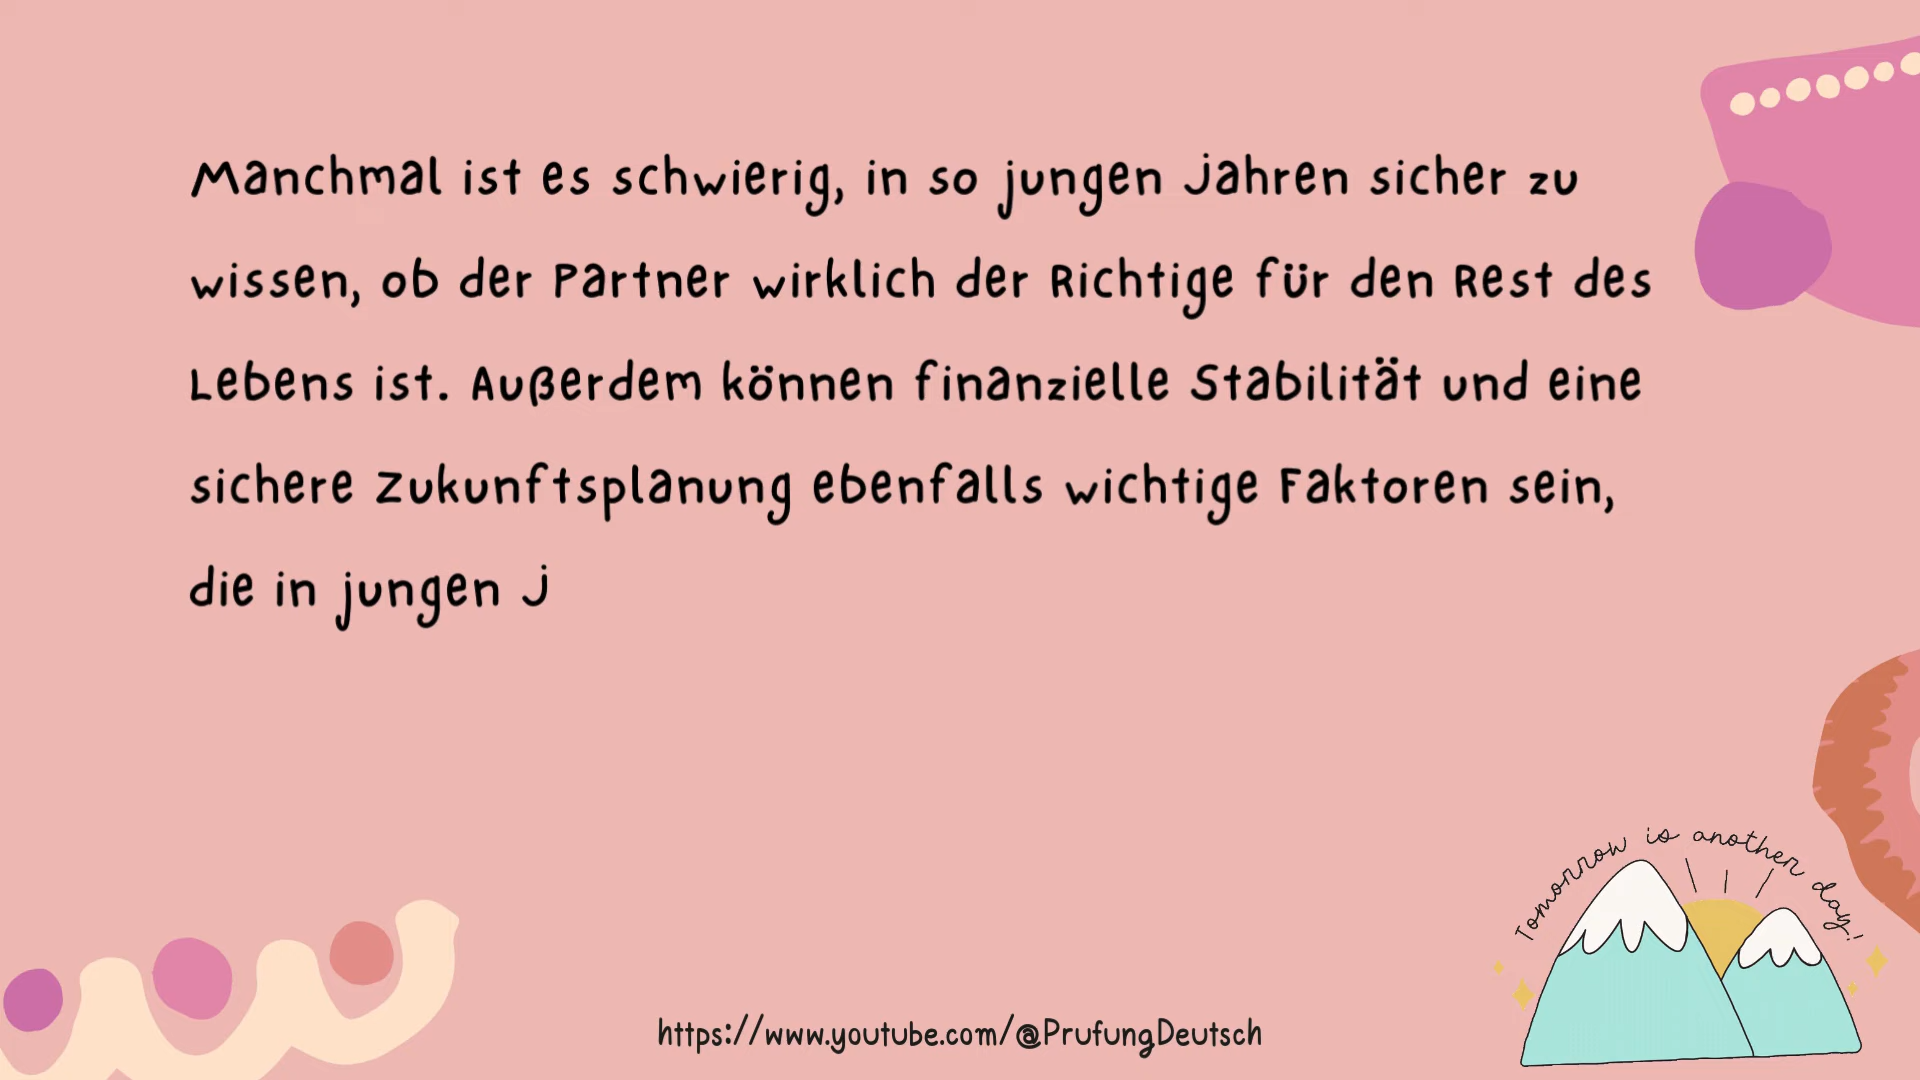 Manchmal ist es schwierig, in so jungen Jahren sicher zu
wissen, ob der Partner wirklich der Richtige für den Rest des
Lebens ist. Außerdem können finanzielle Stabilität und eine
sichere Zukunftsplanung ebenfalls wichtige Faktoren sein,
die in jungen J
Tomorrow is another day!
https://www.youtube.com/@PrufungDeutsch